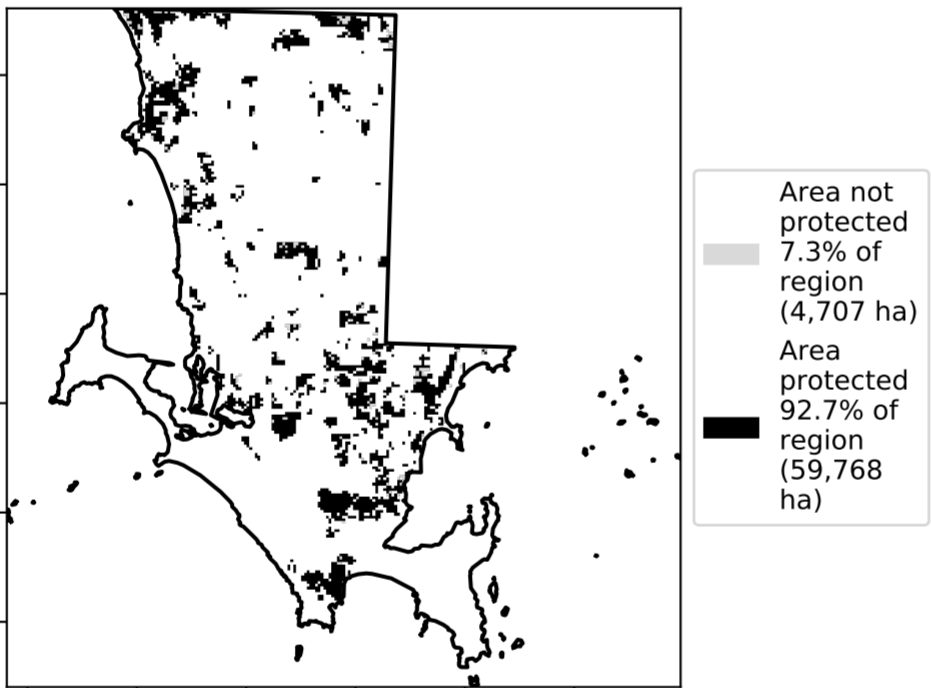 Area not
protected
7.3% of
region
(4,707 ha)
Area
protected
92.7% of
region
(59,768
ha)